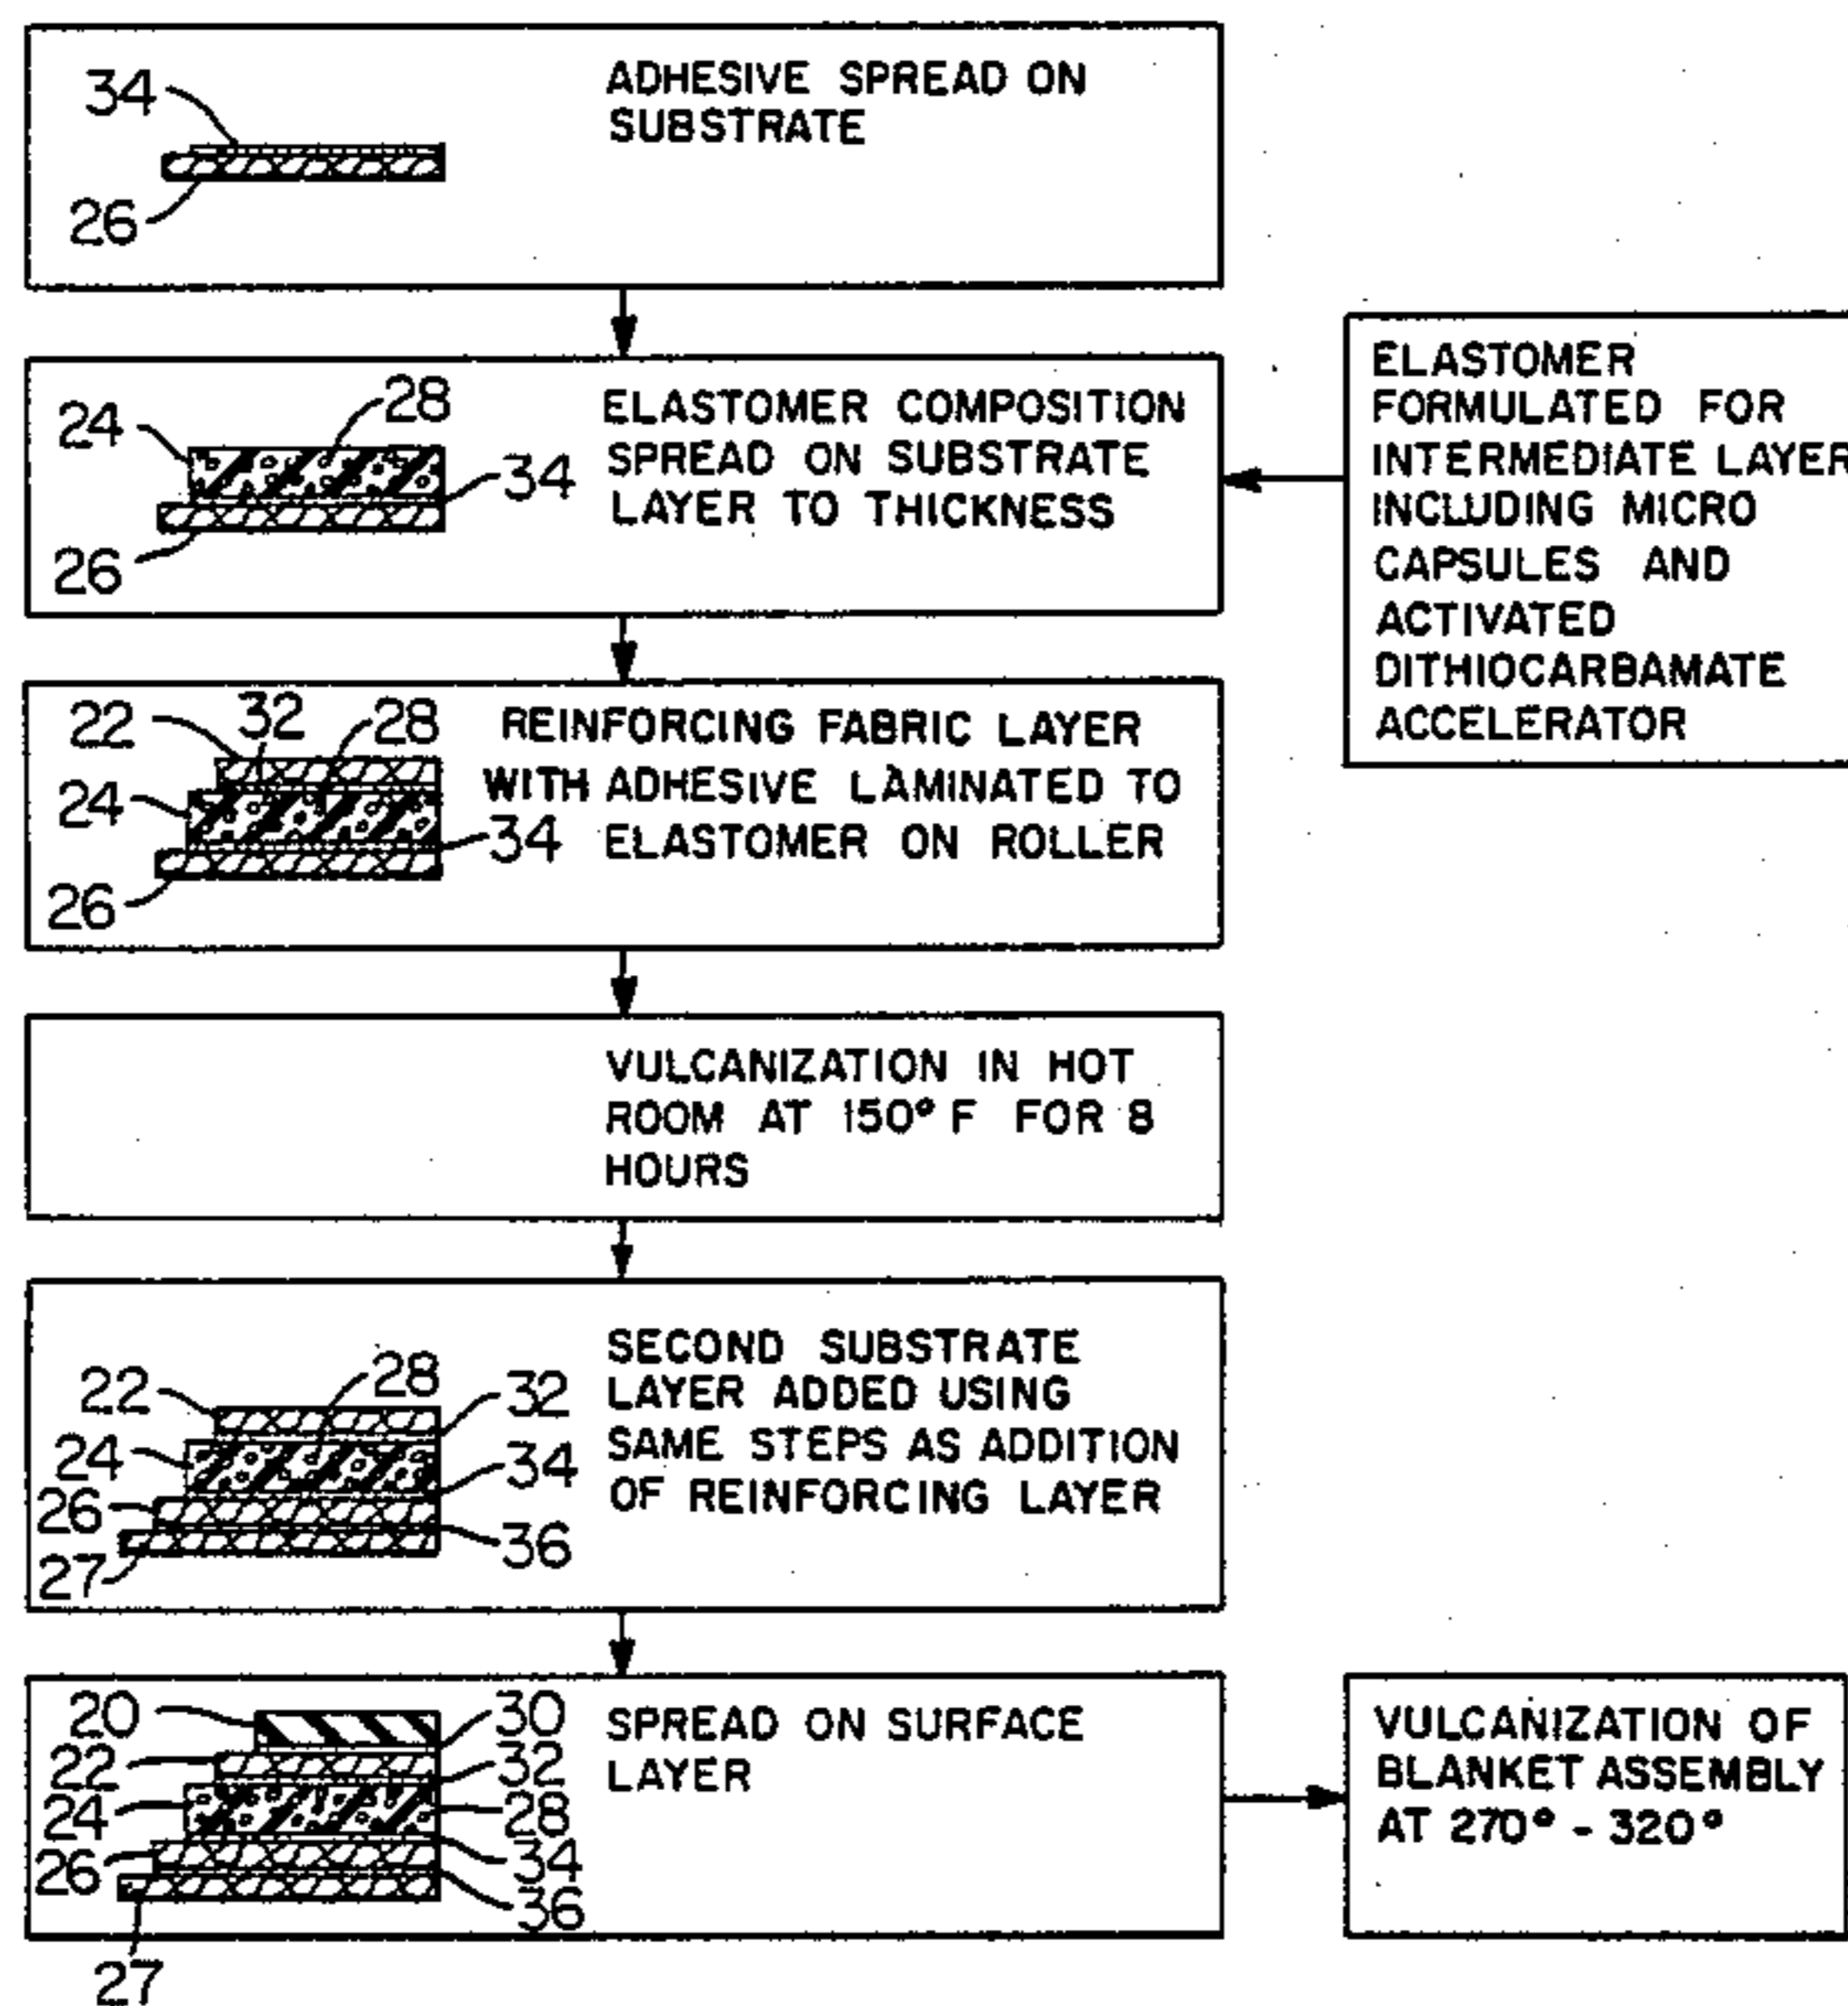 34
26
ADHESIVE SPREAD ON
SUBSTRATE
24
28
34
26
ELASTOMER COMPOSITION
SPREAD ON SUBSTRATE
LAYER TO THICKNESS
ELASTOMER
FORMULATED FOR
INTERMEDIATE LAYER
INCLUDING MICRO
CAPSULES AND
ACTIVATED
DITHIOCARBAMATE
ACCELERATOR
22
32
28
24
34
26
REINFORCING FABRIC LAYER
WITH ADHESIVE LAMINATED TO
ELASTOMER ON ROLLER
VULCANIZATION IN HOT
ROOM AT 150° F FOR 8
HOURS
22
28
32
24
34
26
36
27
SECOND SUBSTRATE
LAYER ADDED USING
SAME STEPS AS ADDITION
OF REINFORCING LAYER
20
30
22
32
24
28
26
34
36
27
SPREAD ON SURFACE
LAYER
VULCANIZATION OF
BLANKET ASSEMBLY
AT 270° - 320°